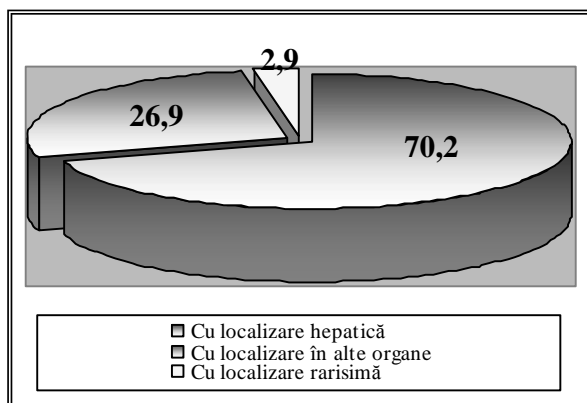 2,9
26,9
70,2
Cu localizare hepatică
Cu localizare în alte organe
Cu localizare rarisimă